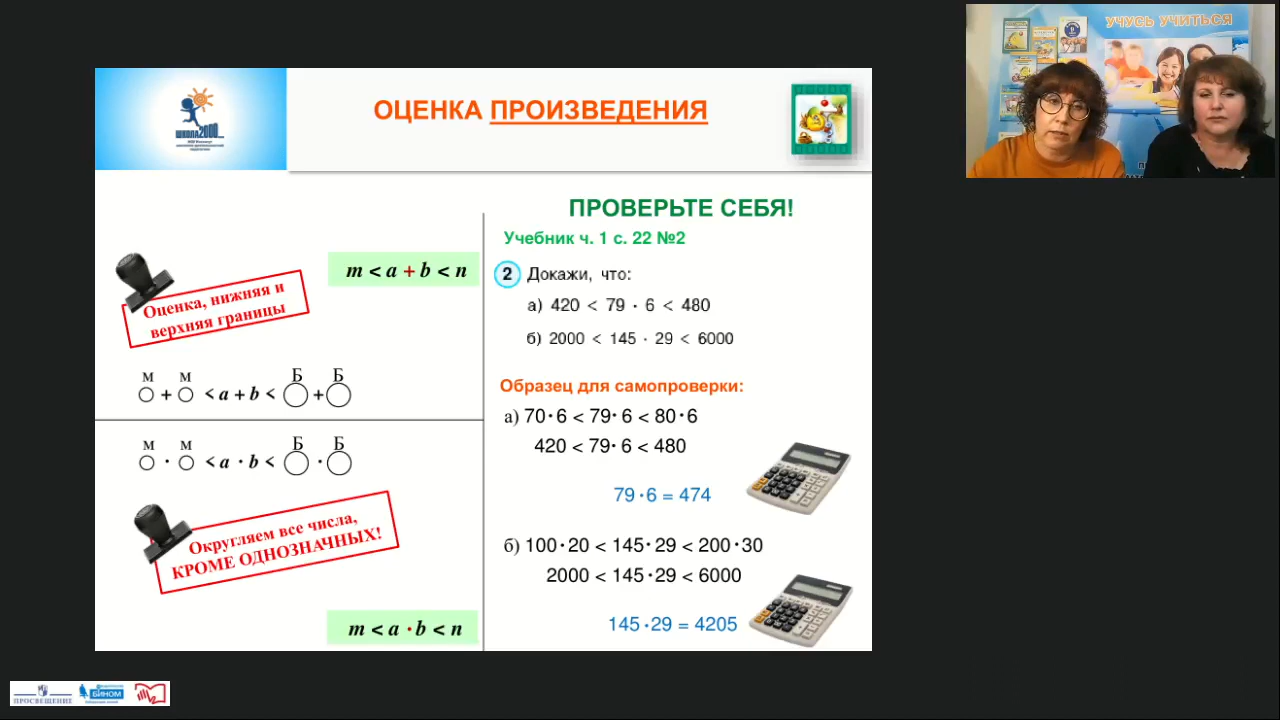 УЧУСЬ УЧИТЬСЯ
ШКОЛА 2000...
ОЦЕНКА ПРОИЗВЕДЕНИЯ
m < a + b < n
Оценка, нижняя и
верхняя границы
м м Б Б
+ < a + b < +
м м Б Б
· < a · b < ·
Округляем все числа,
КРОМЕ ОДНОЗНАЧНЫХ!
m < a · b < n
ПРОВЕРЬТЕ СЕБЯ!
Учебник ч. 1 с. 22 №2
2 Докажи, что:
а) 420 < 79 · 6 < 480
б) 2000 < 145 · 29 < 6000
Образец для самопроверки:
а) 70·6 < 79·6 < 80·6
420 < 79·6 < 480
79·6 = 474
б) 100·20 < 145·29 < 200·30
2000 < 145·29 < 6000
145·29 = 4205
ПРОСВЕЩЕНИЕ
БИНОМ